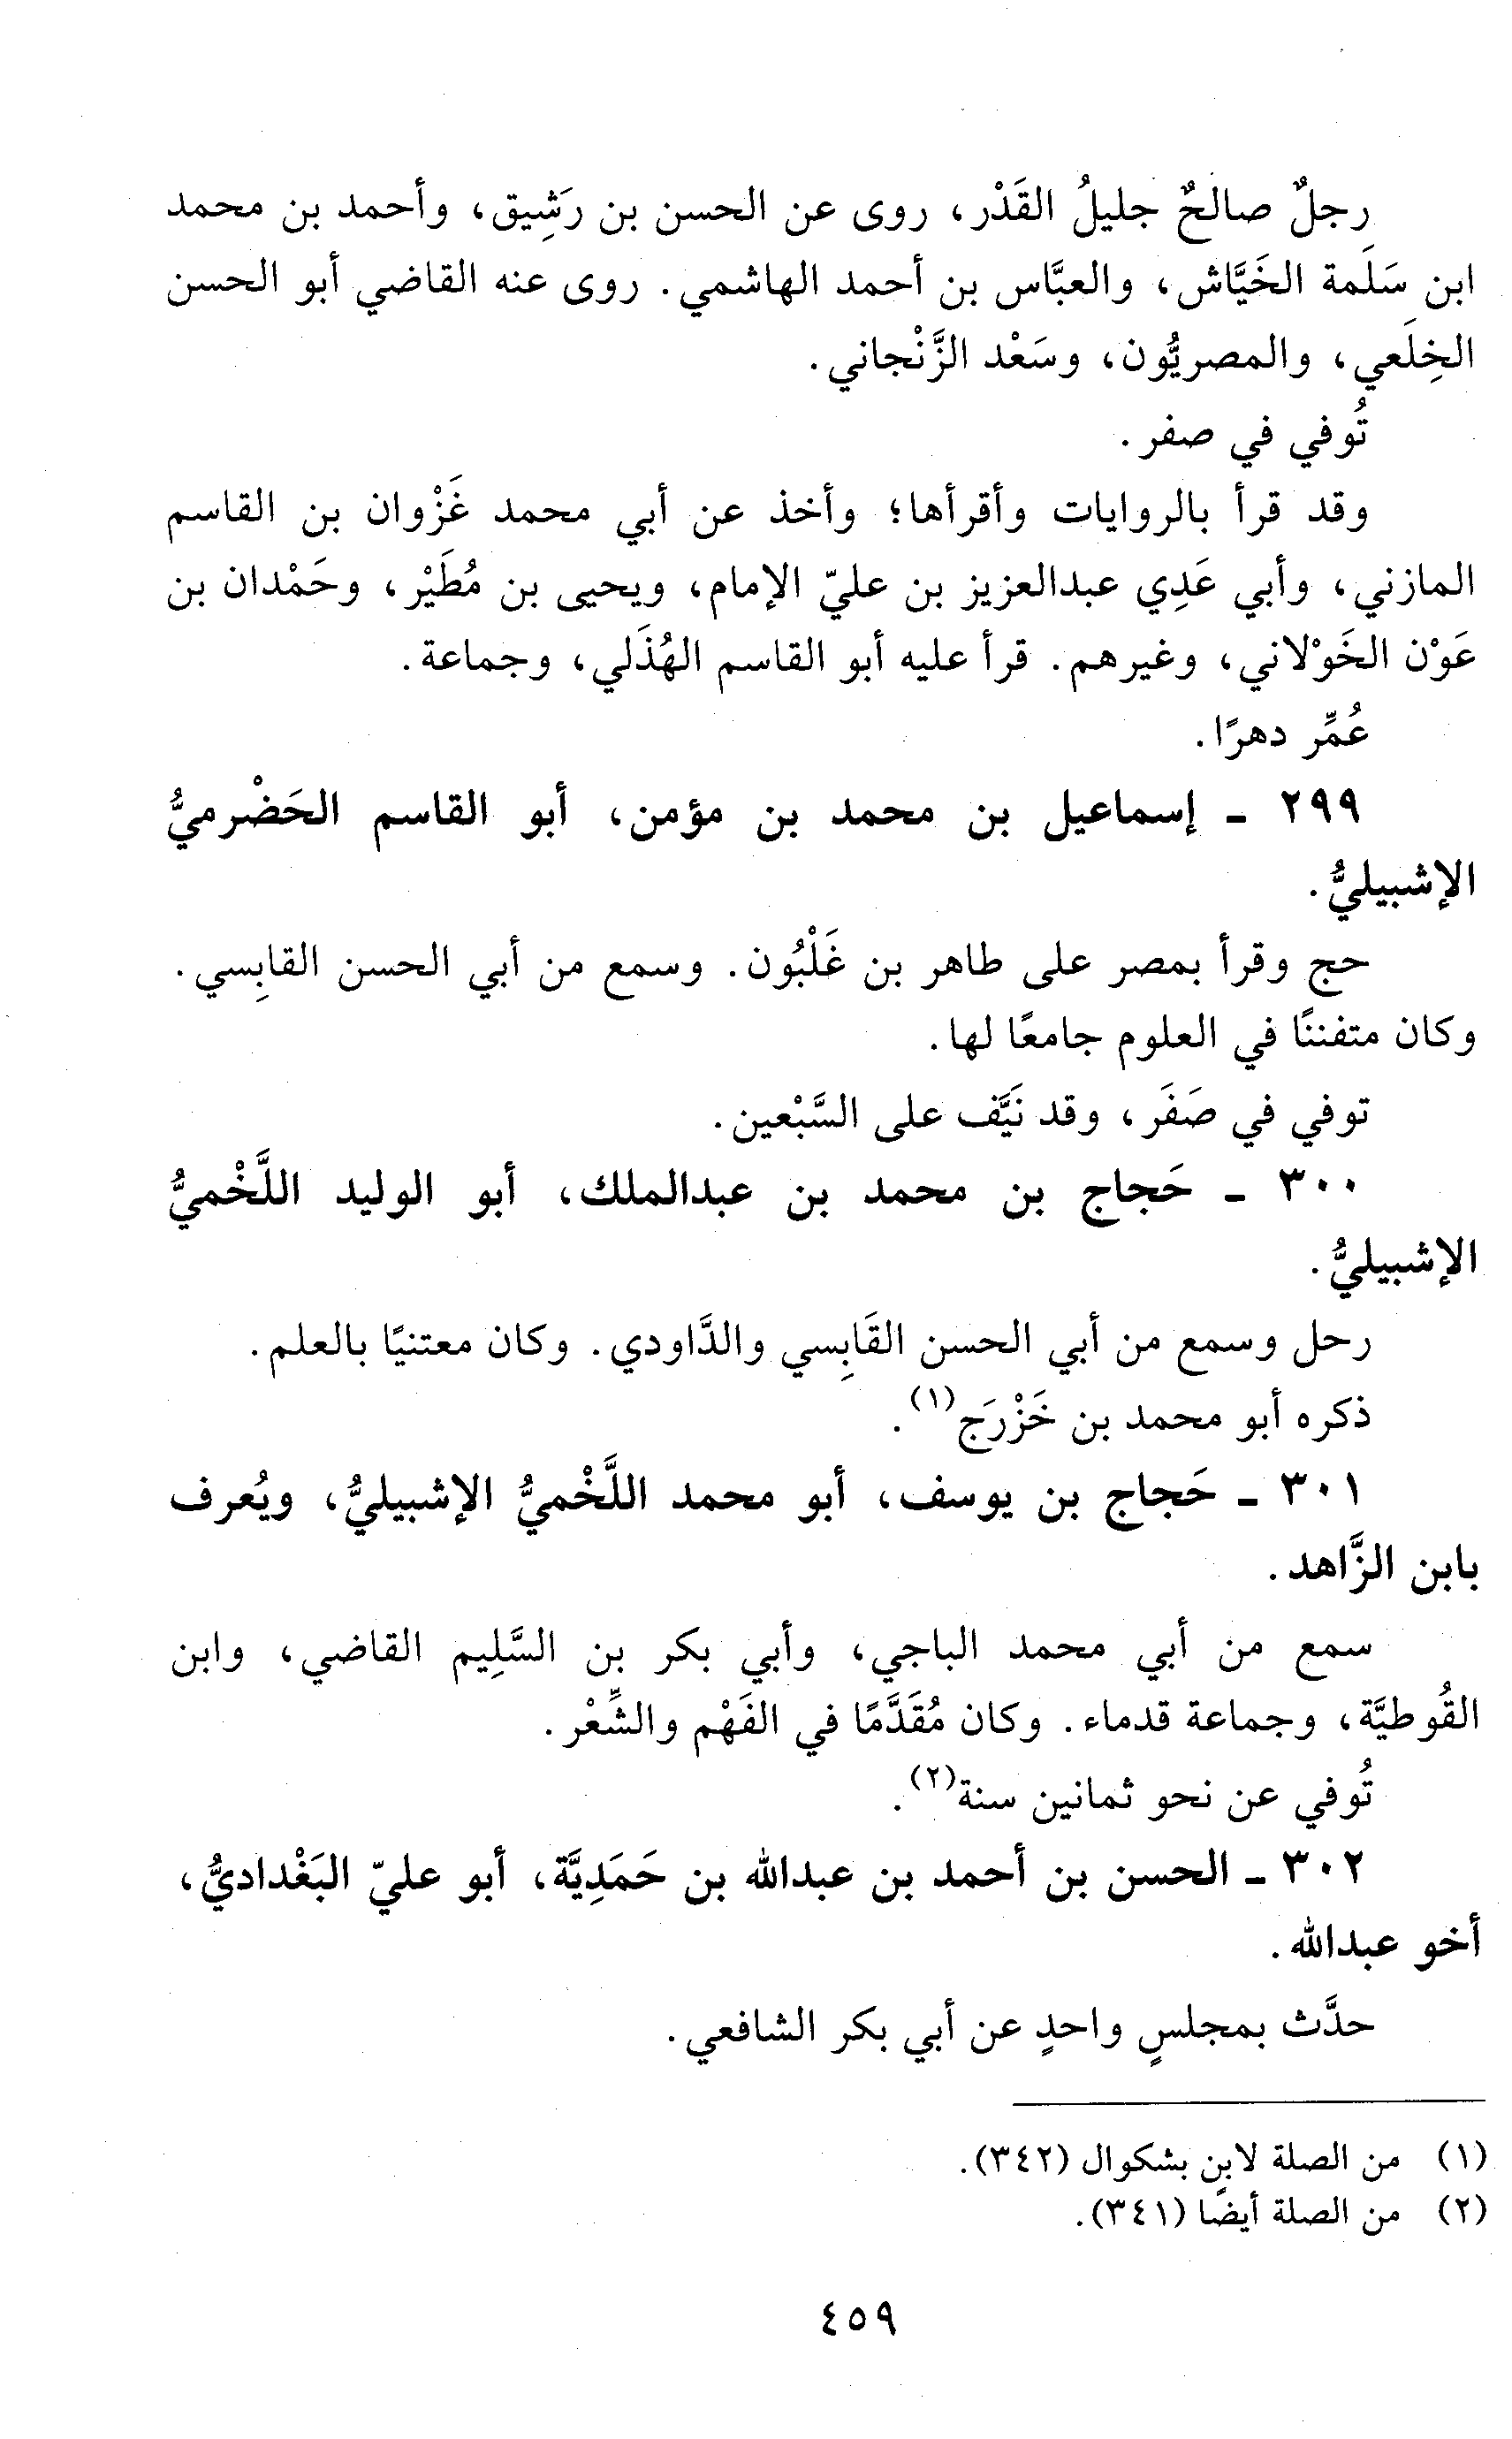 رجلٌ صالحٌ جليلُ القَدْر، روى عن الحسن بن رَشِيق، وأحمد بن محمد
ابن سَلَمة الخَيَّاش، والعبَّاس بن أحمد الهاشمي. روى عنه القاضي أبو الحسن
الخِلَعي، والمصريُّون، وسَعْد الزَّنْجاني.
تُوفي في صفر.
وقد قرأ بالروايات وأقرأها؛ وأخذ عن أبي محمد غَزْوان بن القاسم
المازني، وأبي عَدِي عبدالعزيز بن عليّ الإمام، ويحيى بن مُطَيْر، وحَمْدان بن
عَوْن الخَوْلاني، وغيرهم. قرأ عليه أبو القاسم الهُذَلي، وجماعة.
عُمِّر دهرًا.
٢٩٩ ـ إسماعيل بن محمد بن مؤمن، أبو القاسم الحَضْرميُّ
الإشبيليُّ.
حج وقرأ بمصر على طاهر بن غَلْبُون. وسمع من أبي الحسن القابِسي.
وكان متفننًا في العلوم جامعًا لها.
توفي في صَفَر، وقد نَيَّف على السَّبْعين.
٣٠٠ ـ حَجاج بن محمد بن عبدالملك، أبو الوليد اللَّخْميُّ
الإشبيليُّ.
رحل وسمع من أبي الحسن القَابِسي والدَّاودي. وكان معتنيًا بالعلم.
ذكره أبو محمد بن خَزْرَج(١).
٣٠١ ـ حَجاج بن يوسف، أبو محمد اللَّخْميُّ الإشبيليُّ، ويُعرف
بابن الزَّاهد.
سمع من أبي محمد الباجي، وأبي بكر بن السَّلِيم القاضي، وابن
القُوطيَّة، وجماعة قدماء. وكان مُقَدَّمًا في الفَهْم والشِّعْر.
تُوفي عن نحو ثمانين سنة(٢).
٣٠٢ ـ الحسن بن أحمد بن عبدالله بن حَمَدِيَّة، أبو عليّ البَغْداديُّ،
أخو عبدالله.
حدَّث بمجلسٍ واحدٍ عن أبي بكر الشافعي.
(١) من الصلة لابن بشكوال (٣٤٢).
(٢) من الصلة أيضًا (٣٤١).
٤٥٩